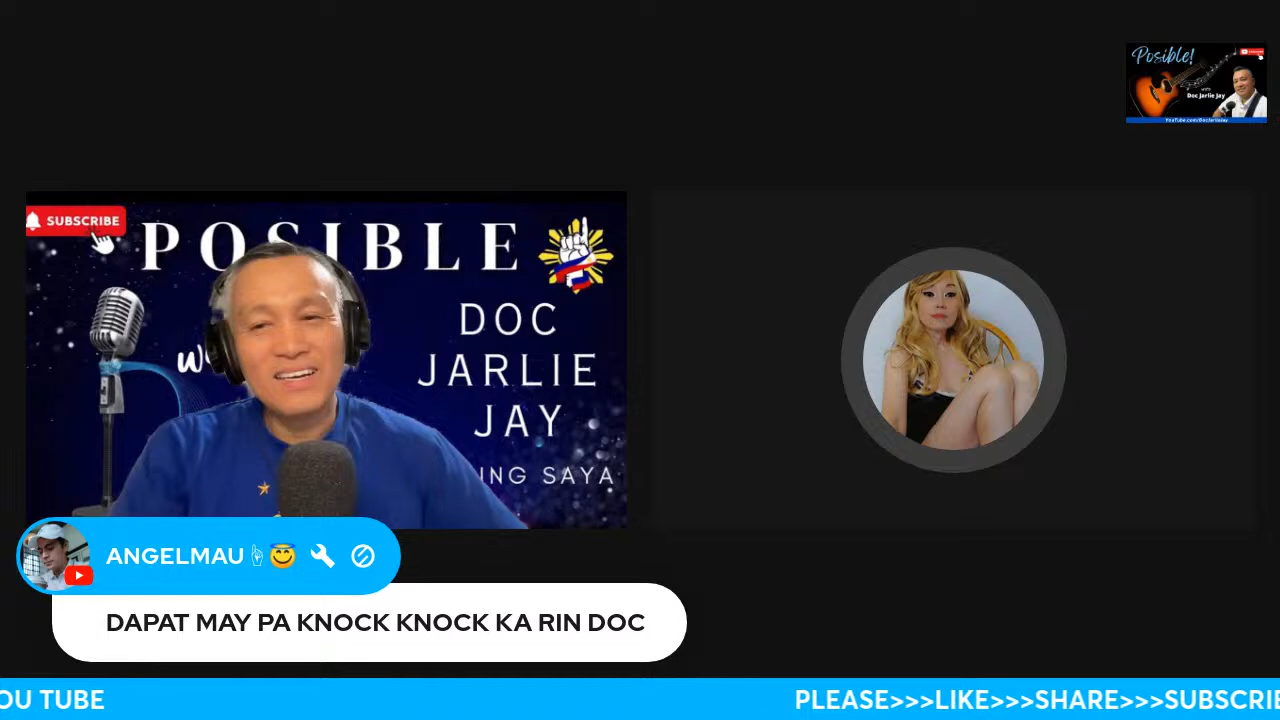 Posible!
with
Doc Jarlie Jay
SUBSCRIBE
POSIBLE
DOC
JARLIE
JAY
ING SAYA
ANGELMAU
DAPAT MAY PA KNOCK KNOCK KA RIN DOC
OU TUBE
PLEASE>>>LIKE>>>SHARE>>>SUBSCRIE